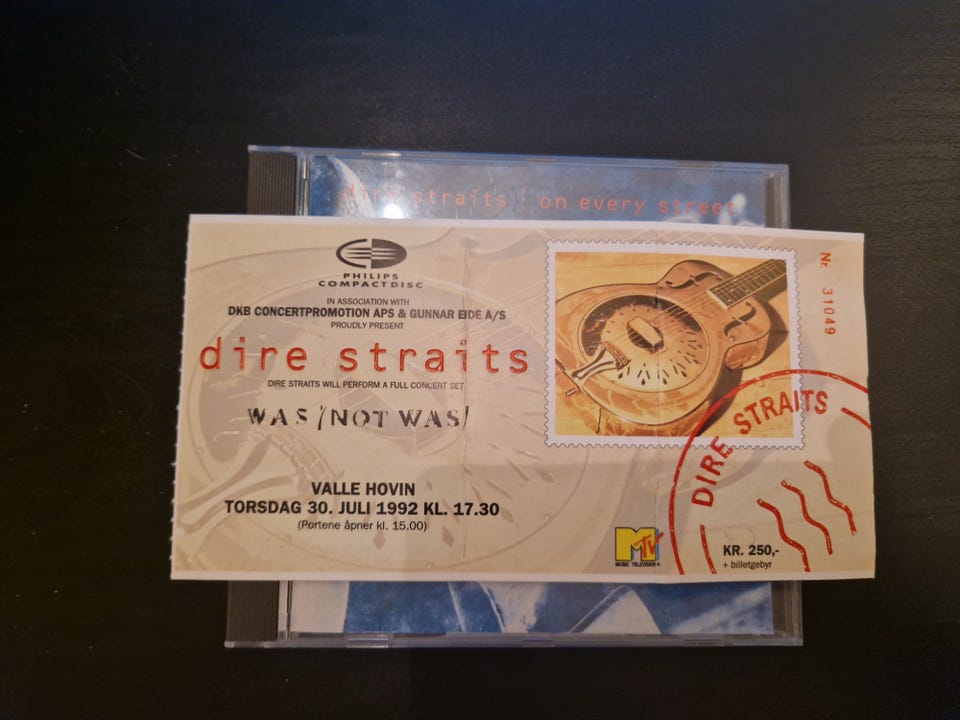 dire straits : on every street
PHILIPS
COMPACT DISC
IN ASSOCIATION WITH
DKB CONCERTPROMOTION APS & GUNNAR EIDE A/S
PROUDLY PRESENT
dire straits
DIRE STRAITS WILL PERFORM A FULL CONCERT SET
WAS (NOT WAS)
VALLE HOVIN
TORSDAG 30. JULI 1992 KL. 17.30
(Portene åpner kl. 15.00)
Nr. 31049
DIRE STRAITS
MTV
MUSIC TELEVISION
KR. 250,-
+ billetgebyr